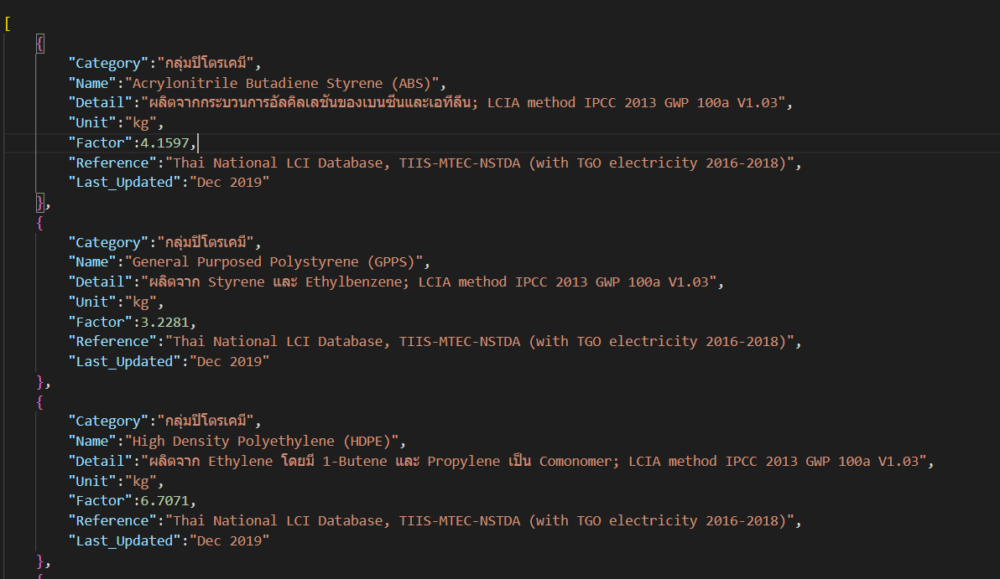 [
{
"Category":"กลุ่มปิโตรเคมี",
"Name":"Acrylonitrile Butadiene Styrene (ABS)",
"Detail":"ผลิตจากกระบวนการอัลคิลเลชันของเบนซีนและเอทีลีน; LCIA method IPCC 2013 GWP 100a V1.03",
"Unit":"kg",
"Factor":4.1597,
"Reference":"Thai National LCI Database, TIIS-MTEC-NSTDA (with TGO electricity 2016-2018)",
"Last_Updated":"Dec 2019"
},
{
"Category":"กลุ่มปิโตรเคมี",
"Name":"General Purposed Polystyrene (GPPS)",
"Detail":"ผลิตจาก Styrene และ Ethylbenzene; LCIA method IPCC 2013 GWP 100a V1.03",
"Unit":"kg",
"Factor":3.2281,
"Reference":"Thai National LCI Database, TIIS-MTEC-NSTDA (with TGO electricity 2016-2018)",
"Last_Updated":"Dec 2019"
},
{
"Category":"กลุ่มปิโตรเคมี",
"Name":"High Density Polyethylene (HDPE)",
"Detail":"ผลิตจาก Ethylene โดยมี 1-Butene และ Propylene เป็น Comonomer; LCIA method IPCC 2013 GWP 100a V1.03",
"Unit":"kg",
"Factor":6.7071,
"Reference":"Thai National LCI Database, TIIS-MTEC-NSTDA (with TGO electricity 2016-2018)",
"Last_Updated":"Dec 2019"
},
{